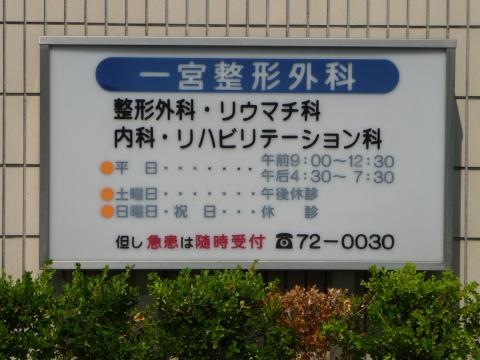 一宮整形外科
整形外科・リウマチ科
内科・リハビリテーション科
●平　日・・・・・・・午前9:00〜12:30
午后4:30〜 7:30
●土曜日・・・・・・・午後休診
●日曜日・祝　日・・・休　診
但し急患は随時受付 ☎72-0030